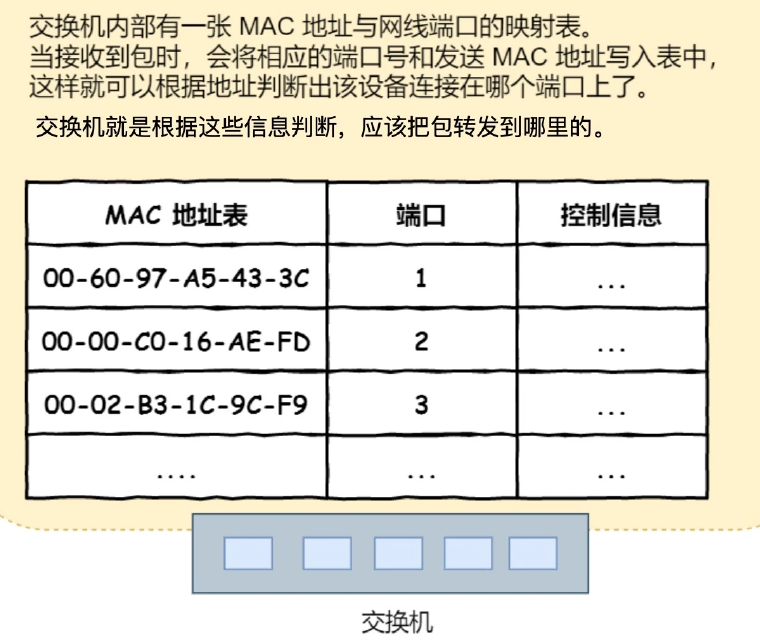 交换机内部有一张 MAC 地址与网线端口的映射表。
当接收到包时，会将相应的端口号和发送 MAC 地址写入表中，
这样就可以根据地址判断出该设备连接在哪个端口上了。
交换机就是根据这些信息判断，应该把包转发到哪里的。
MAC 地址表 端口 控制信息
00-60-97-A5-43-3C 1 ...
00-00-C0-16-AE-FD 2 ...
00-02-B3-1C-9C-F9 3 ...
.... ... ...
交换机